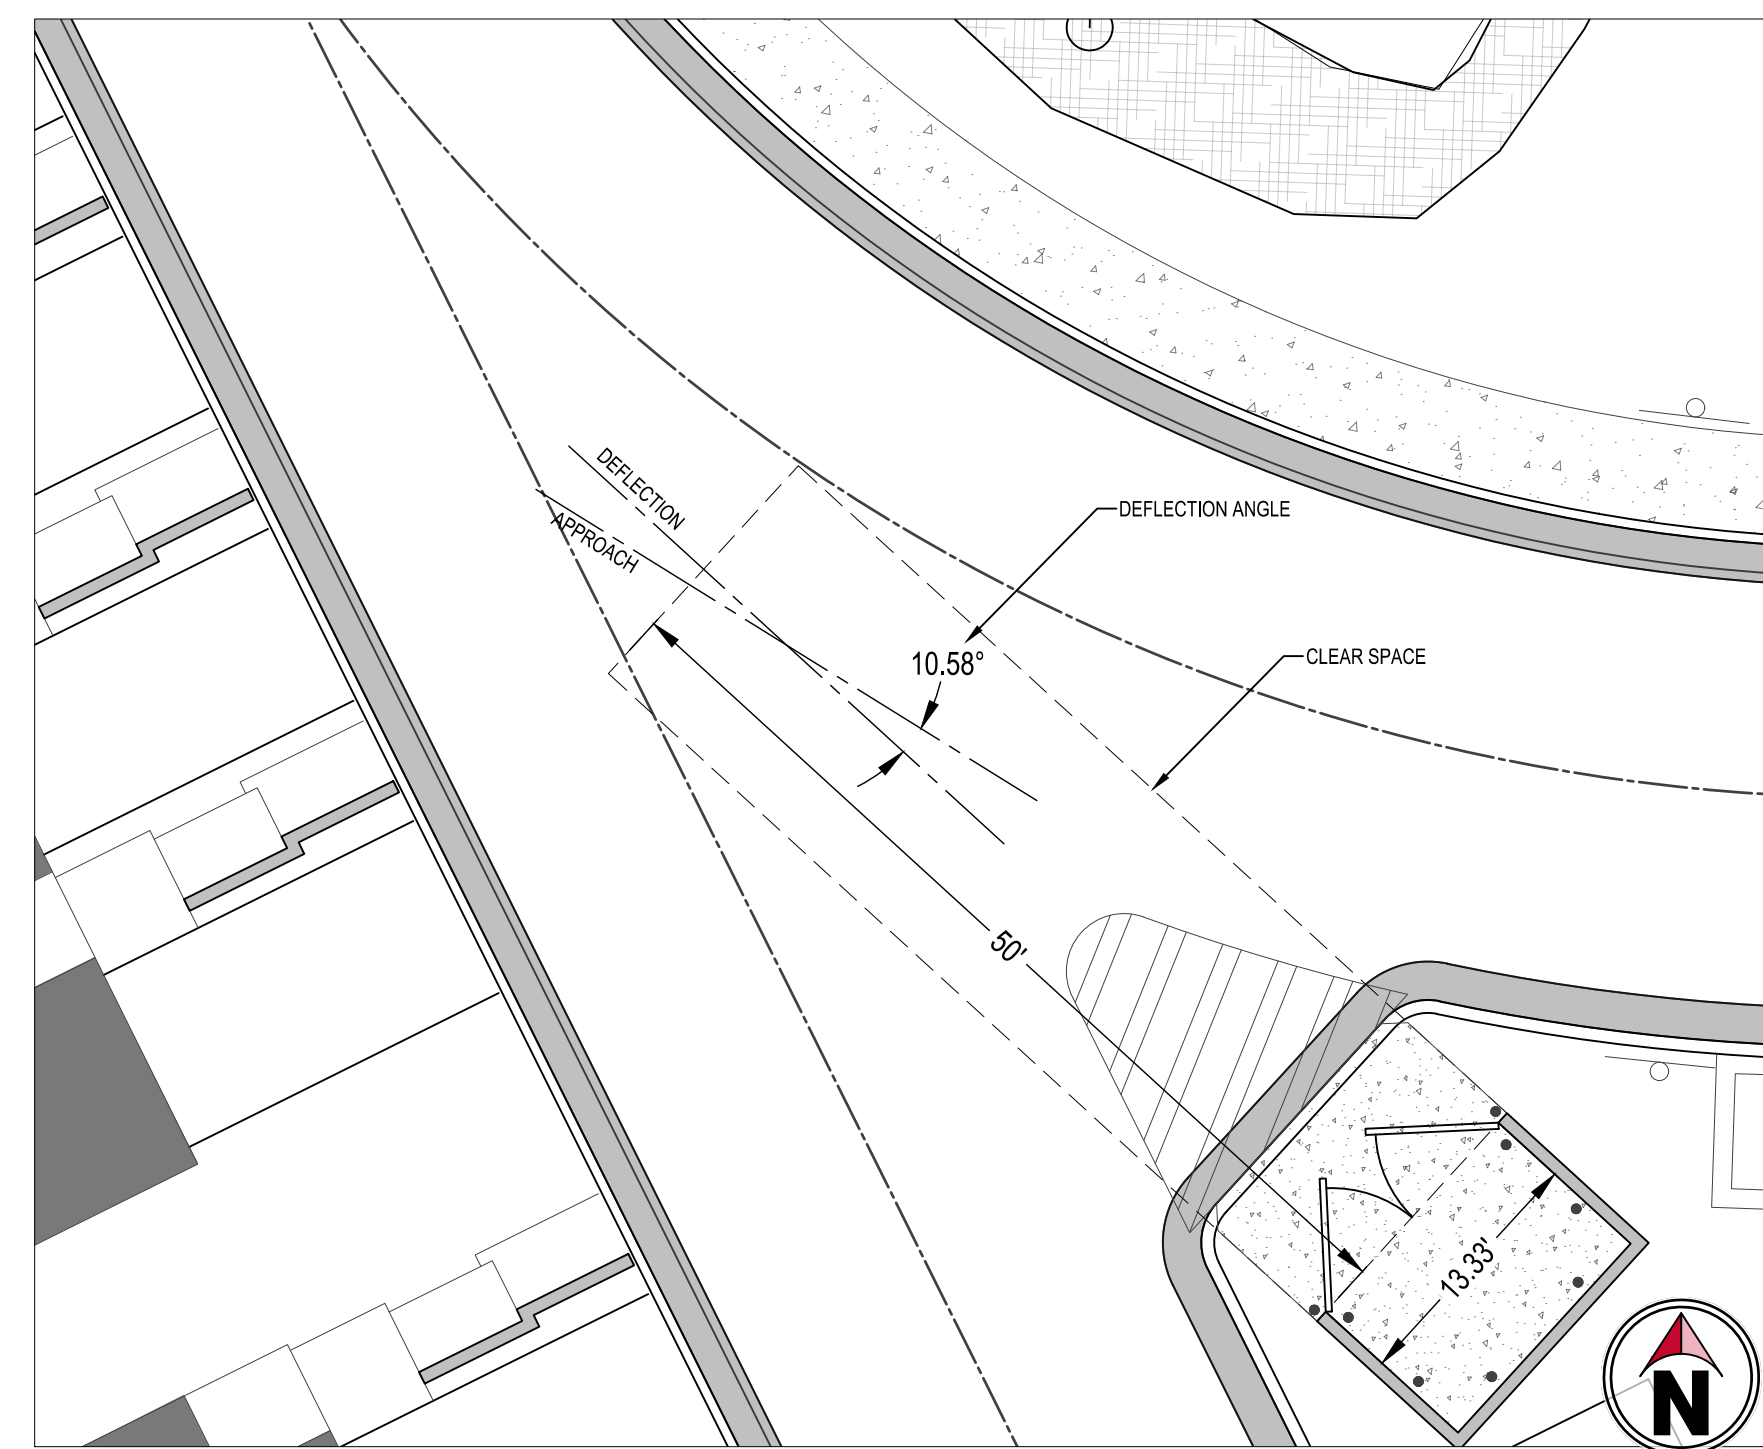 DEFLECTION
APPROACH
DEFLECTION ANGLE
10.58°
CLEAR SPACE
50'
13.33'
N